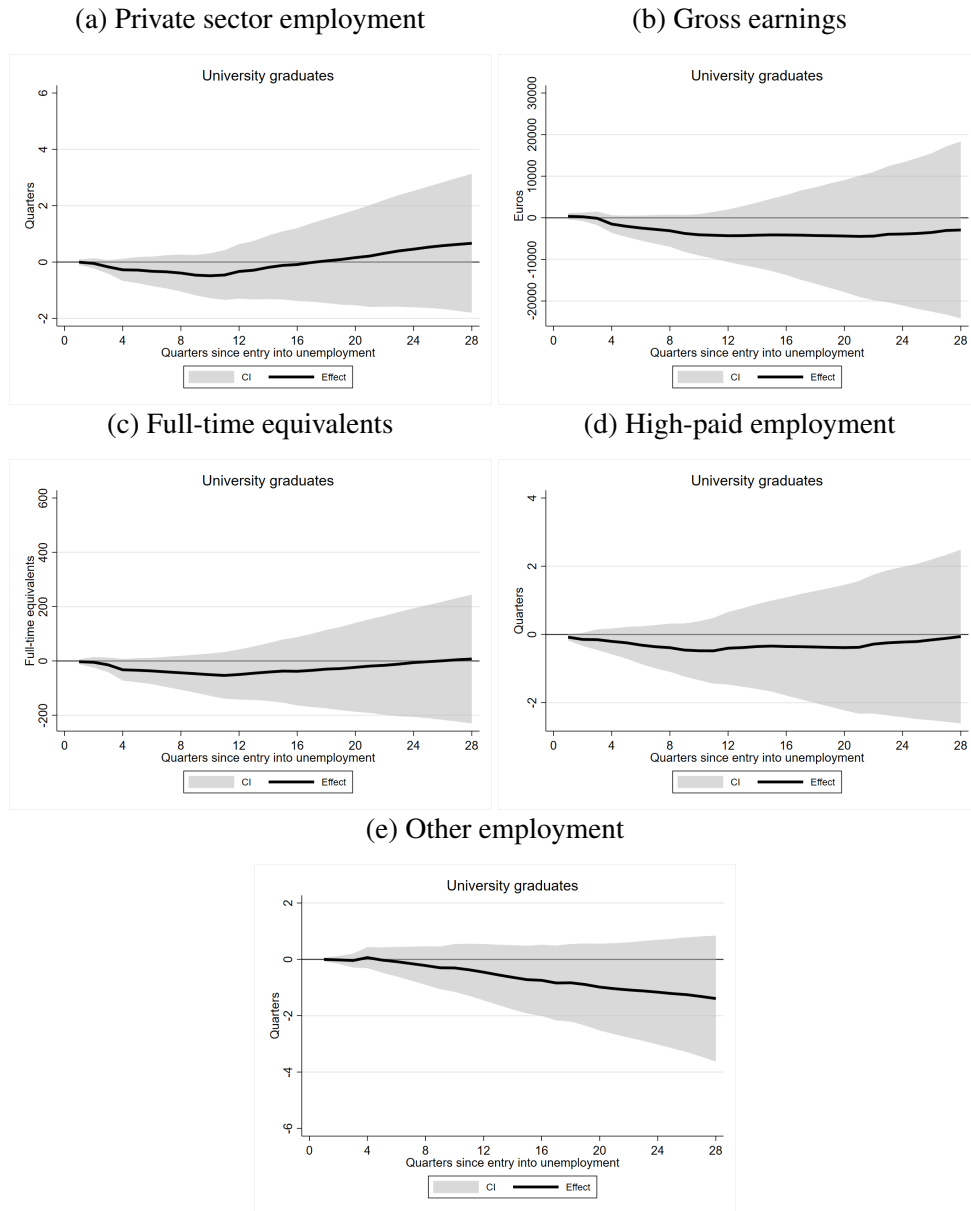 (a) Private sector employment
University graduates
6
4
2
0
-2
Quarters
0 4 8 12 16 20 24 28
Quarters since entry into unemployment
CI Effect
(b) Gross earnings
University graduates
30000
20000
10000
0
-10000
-20000
Euros
0 4 8 12 16 20 24 28
Quarters since entry into unemployment
CI Effect
(c) Full-time equivalents
University graduates
600
400
200
0
-200
Full-time equivalents
0 4 8 12 16 20 24 28
Quarters since entry into unemployment
CI Effect
(d) High-paid employment
University graduates
4
2
0
-2
Quarters
0 4 8 12 16 20 24 28
Quarters since entry into unemployment
CI Effect
(e) Other employment
University graduates
2
0
-2
-4
-6
Quarters
0 4 8 12 16 20 24 28
Quarters since entry into unemployment
CI Effect